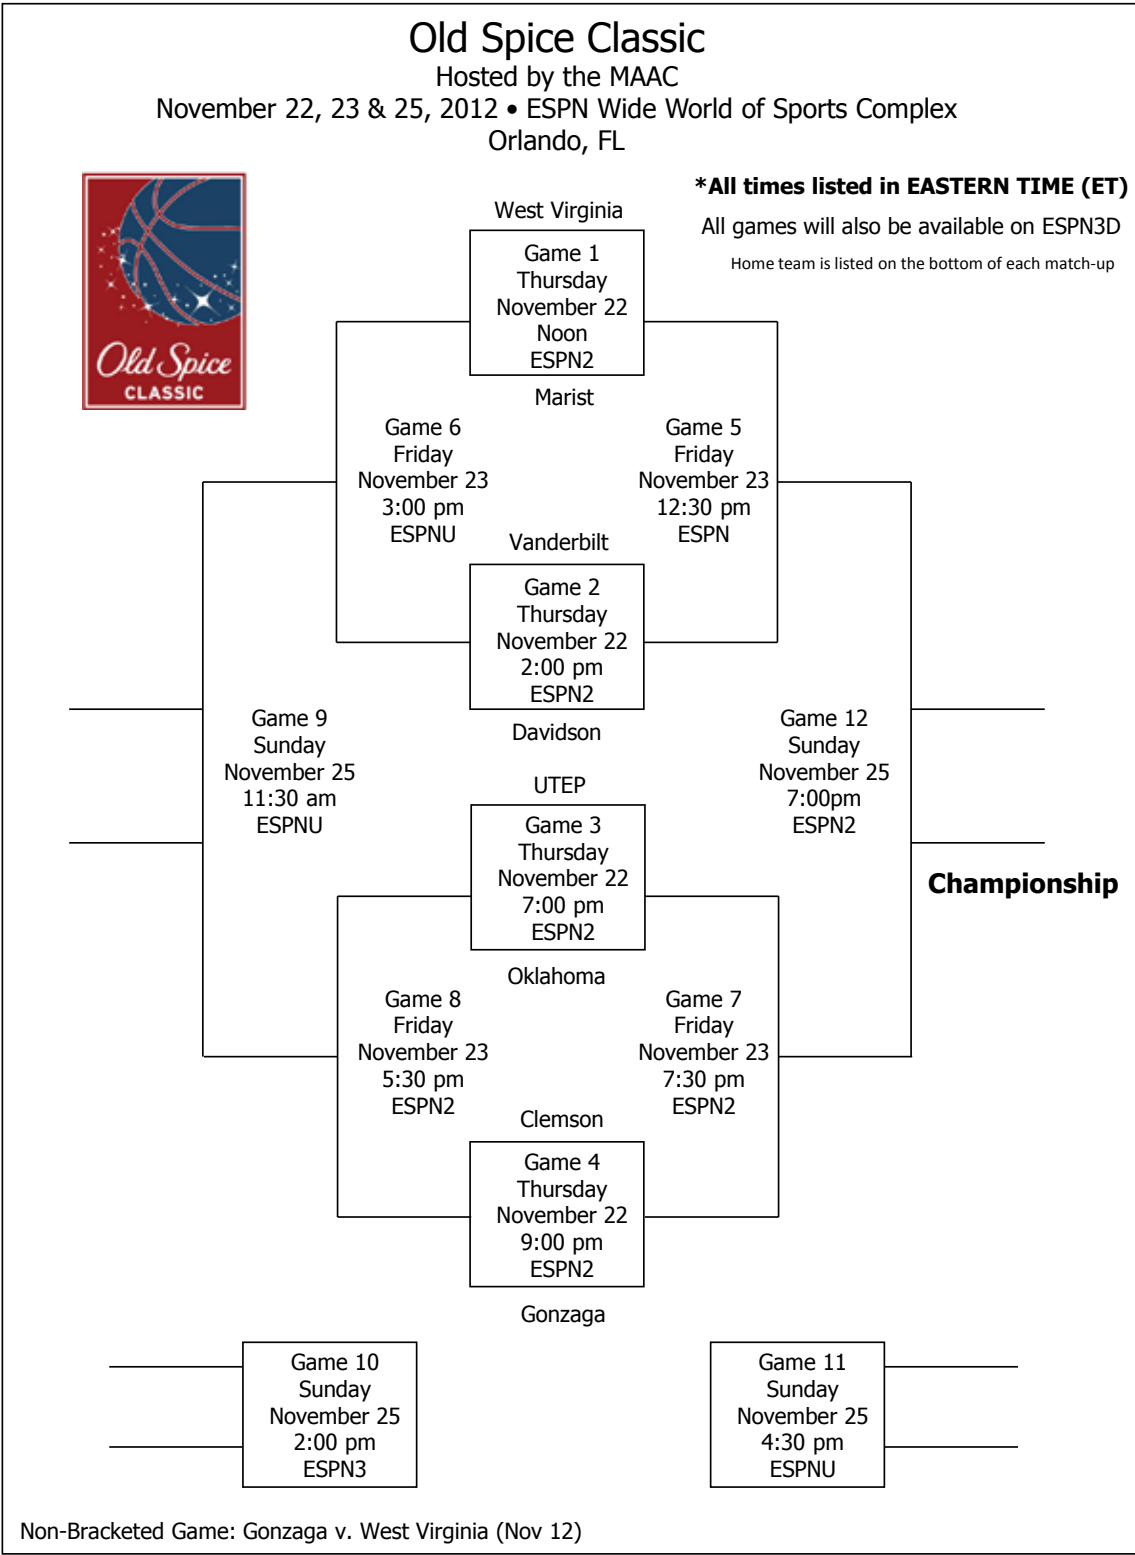 Old Spice Classic
Hosted by the MAAC
November 22, 23 & 25, 2012 • ESPN Wide World of Sports Complex
Orlando, FL
Old Spice
CLASSIC
*All times listed in EASTERN TIME (ET)
All games will also be available on ESPN3D
Home team is listed on the bottom of each match-up
West Virginia
Game 1
Thursday
November 22
Noon
ESPN2
Marist
Game 6
Friday
November 23
3:00 pm
ESPNU
Game 5
Friday
November 23
12:30 pm
ESPN
Vanderbilt
Game 2
Thursday
November 22
2:00 pm
ESPN2
Davidson
Game 9
Sunday
November 25
11:30 am
ESPNU
Game 12
Sunday
November 25
7:00pm
ESPN2
Championship
UTEP
Game 3
Thursday
November 22
7:00 pm
ESPN2
Oklahoma
Game 8
Friday
November 23
5:30 pm
ESPN2
Game 7
Friday
November 23
7:30 pm
ESPN2
Clemson
Game 4
Thursday
November 22
9:00 pm
ESPN2
Gonzaga
Game 10
Sunday
November 25
2:00 pm
ESPN3
Game 11
Sunday
November 25
4:30 pm
ESPNU
Non-Bracketed Game: Gonzaga v. West Virginia (Nov 12)